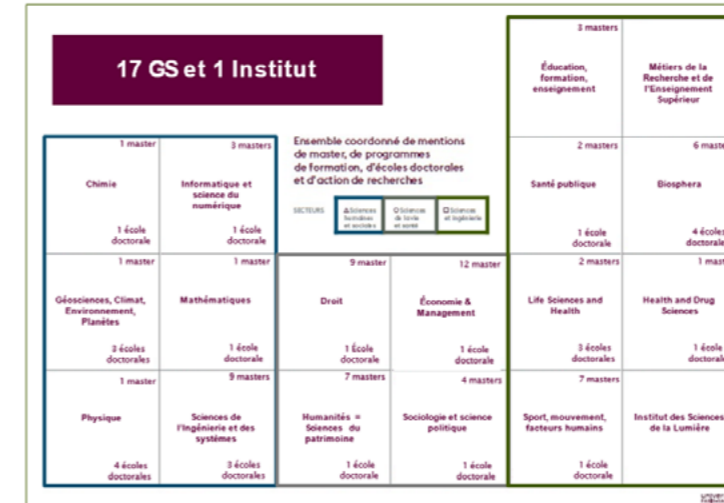 17 GS et 1 Institut
Ensemble coordonné de mentions
de master, de programmes
de formation, d'écoles doctorales
et d'action de recherches
SECTEURS
Sciences
humaines
et sociales
Sciences
de la vie
et santé
Sciences
et ingénierie
3 masters
Éducation,
formation,
enseignement
Métiers de la
Recherche et de
l'Enseignement
Supérieur
1 master
Chimie
1 école
doctorale
3 masters
Informatique et
science du
numérique
1 école
doctorale
2 masters
Santé publique
1 école
doctorale
6 maste
Biosphera
4 écoles
doctorale
1 master
Géosciences, Climat,
Environnement,
Planètes
3 écoles
doctorales
1 master
Mathématiques
1 école
doctorale
9 master
Droit
1 École
doctorale
12 master
Économie &
Management
1 école
doctorale
2 masters
Life Sciences and
Health
3 écoles
doctorales
1 mast
Health and Drug
Sciences
1 école
doctoral
1 master
Physique
4 écoles
doctorales
9 masters
Sciences de
l'Ingénierie et des
systèmes
3 écoles
doctorales
7 masters
Humanités =
Sciences du
patrimoine
1 école
doctorale
4 masters
Sociologie et science
politique
1 école
doctorale
7 masters
Sport, mouvement,
facteurs humains
1 école
doctorale
Institut des Sciences
de la Lumière